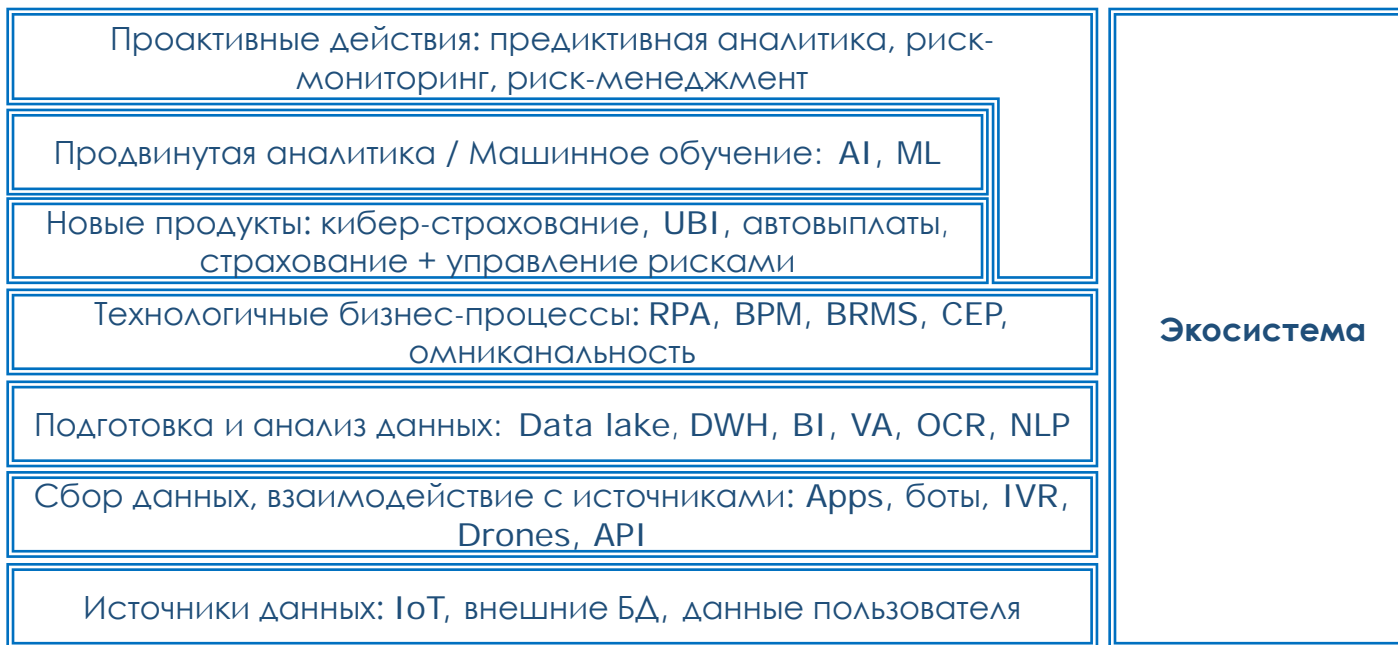 Проактивные действия: предиктивная аналитика, риск-
мониторинг, риск-менеджмент
Продвинутая аналитика / Машинное обучение: AI, ML
Новые продукты: кибер-страхование, UBI, автовыплаты,
страхование + управление рисками
Технологичные бизнес-процессы: RPA, BPM, BRMS, CEP,
омниканальность
Подготовка и анализ данных: Data lake, DWH, BI, VA, OCR, NLP
Сбор данных, взаимодействие с источниками: Apps, боты, IVR,
Drones, API
Источники данных: IoT, внешние БД, данные пользователя
Экосистема